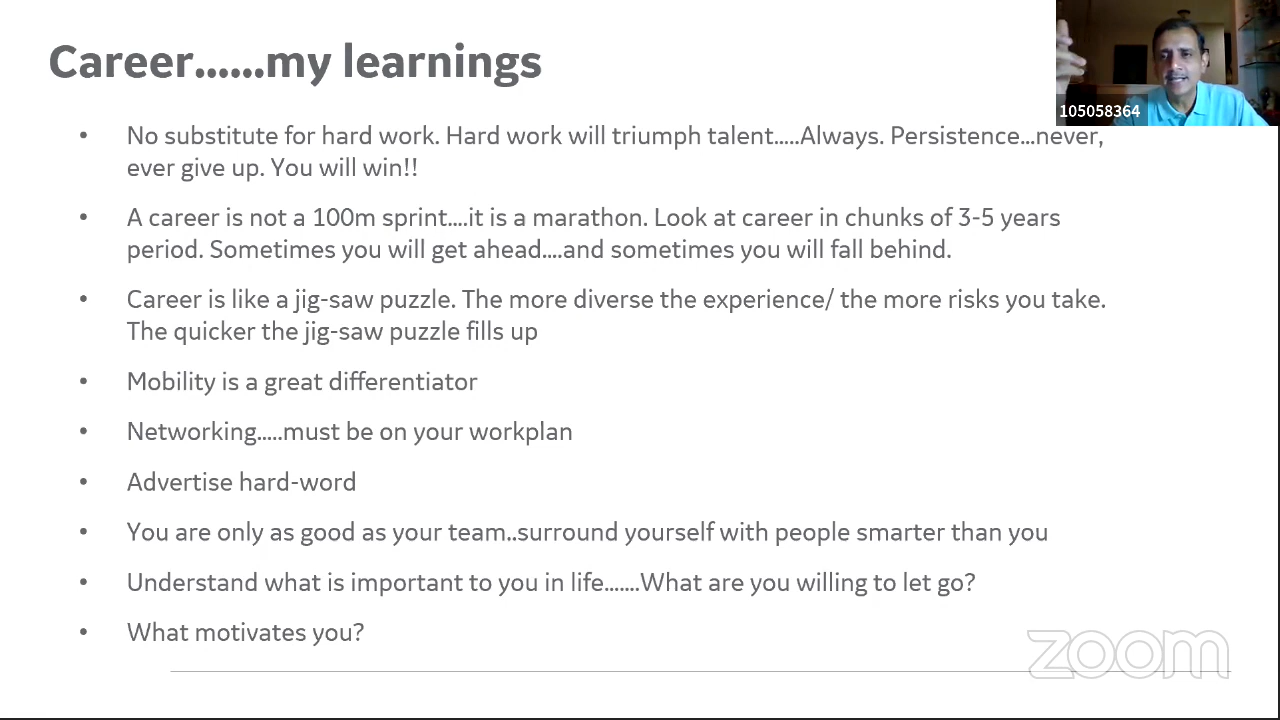 Career......my learnings
105058364
• No substitute for hard work. Hard work will triumph talent.....Always. Persistence...never,
ever give up. You will win!!
• A career is not a 100m sprint....it is a marathon. Look at career in chunks of 3-5 years
period. Sometimes you will get ahead....and sometimes you will fall behind.
• Career is like a jig-saw puzzle. The more diverse the experience/ the more risks you take.
The quicker the jig-saw puzzle fills up
• Mobility is a great differentiator
• Networking.....must be on your workplan
• Advertise hard-word
• You are only as good as your team..surround yourself with people smarter than you
• Understand what is important to you in life.......What are you willing to let go?
• What motivates you?
zoom